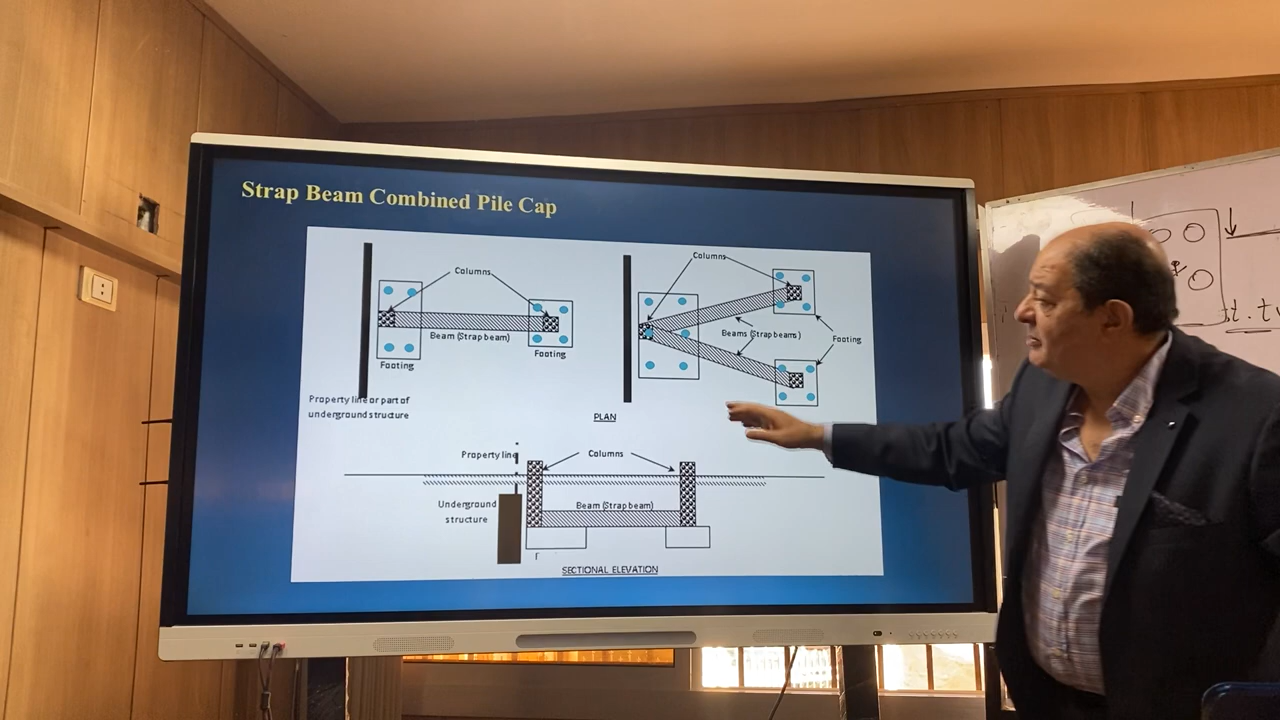 Strap Beam Combined Pile Cap
Columns
Beam (Strap beam)
Footing
Footing
Property line or part of
underground structure
Columns
Beams (Strap beams)
Footing
PLAN
Property line
Columns
Underground
structure
Beam (Strap beam)
SECTIONAL ELEVATION